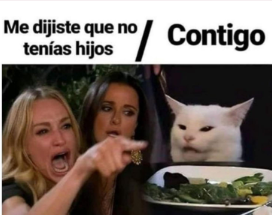 Me dijiste que no
tenías hijos
/
Contigo